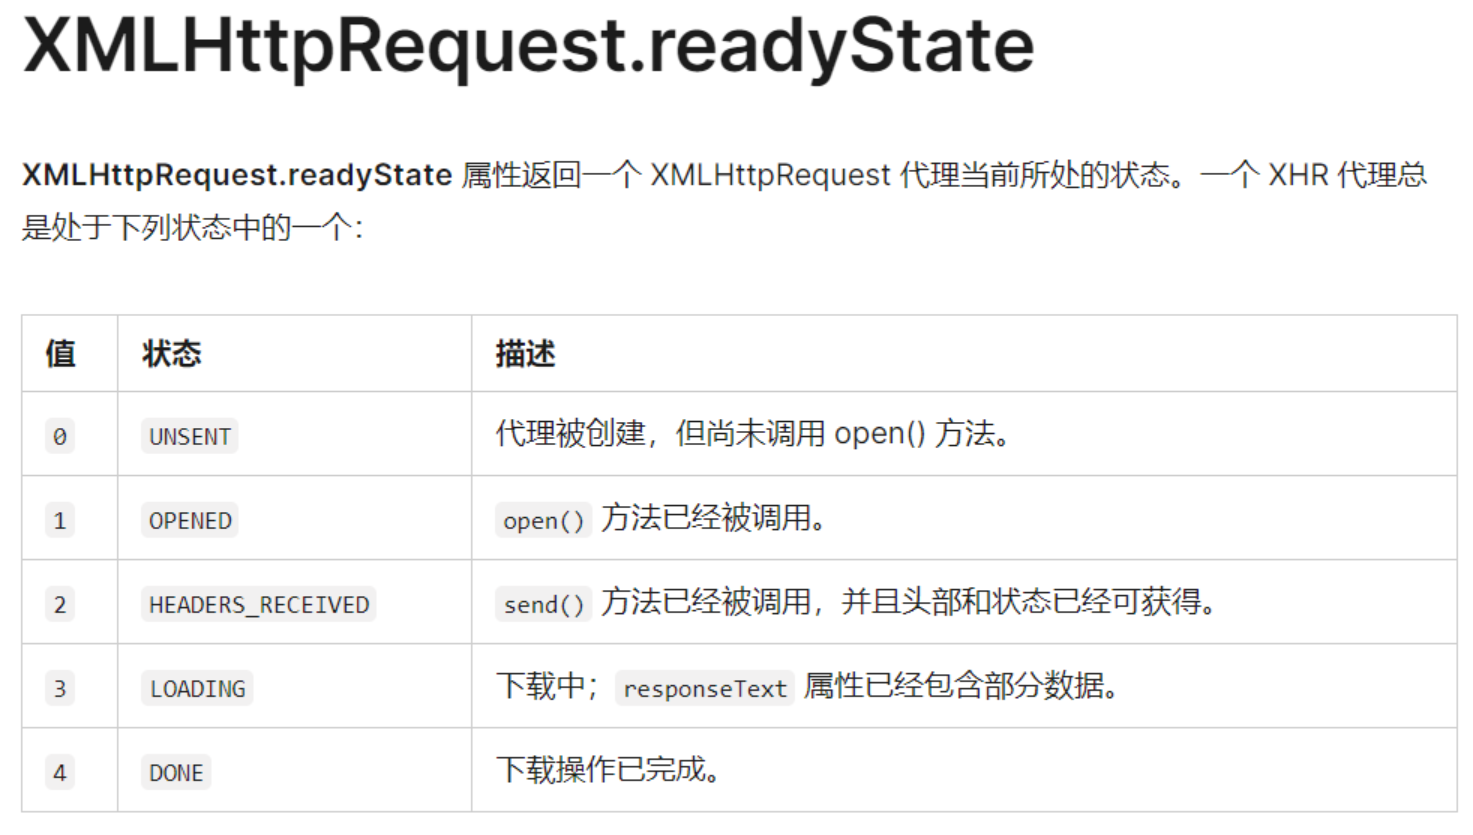 XMLHttpRequest.readyState
XMLHttpRequest.readyState 属性返回一个 XMLHttpRequest 代理当前所处的状态。一个 XHR 代理总
是处于下列状态中的一个：
值 状态 描述
0 UNSENT 代理被创建，但尚未调用 open() 方法。
1 OPENED open() 方法已经被调用。
2 HEADERS_RECEIVED send() 方法已经被调用，并且头部和状态已经可获得。
3 LOADING 下载中；responseText 属性已经包含部分数据。
4 DONE 下载操作已完成。